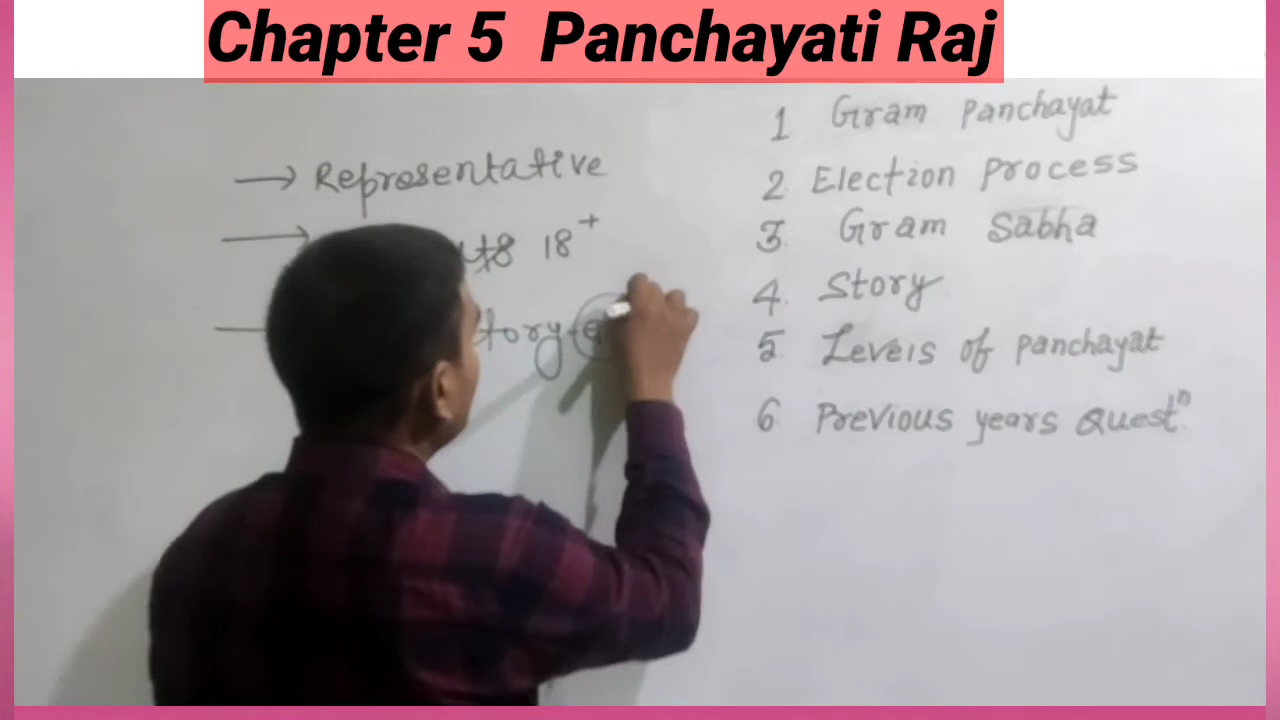 Chapter 5 Panchayati Raj
→ Representative
→ 18+
1 Gram Panchayat
2 Election process
3 Gram Sabha
4. Story
5 Levels of panchayat
6 Previous years Questn.